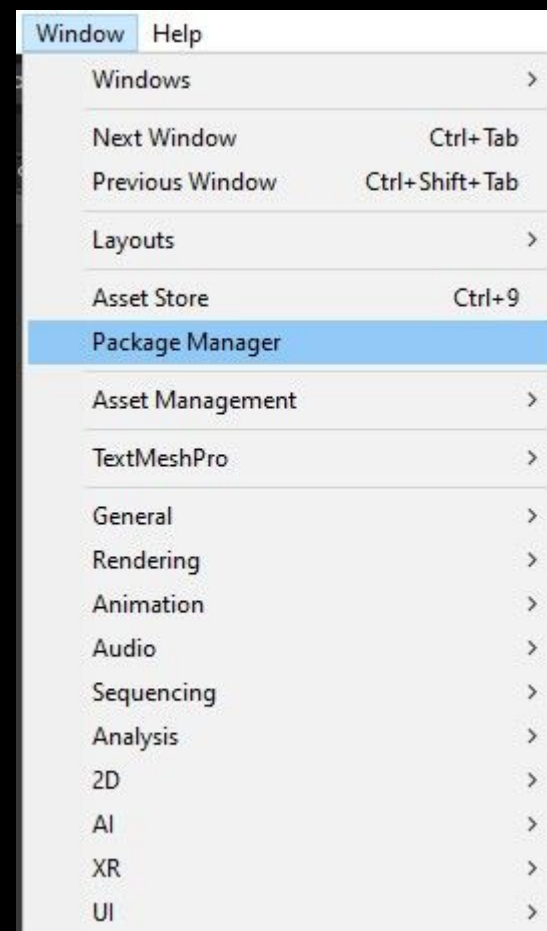 Window Help
Windows
Next Window Ctrl+Tab
Previous Window Ctrl+Shift+Tab
Layouts
Asset Store Ctrl+9
Package Manager
Asset Management
TextMeshPro
General
Rendering
Animation
Audio
Sequencing
Analysis
2D
AI
XR
UI